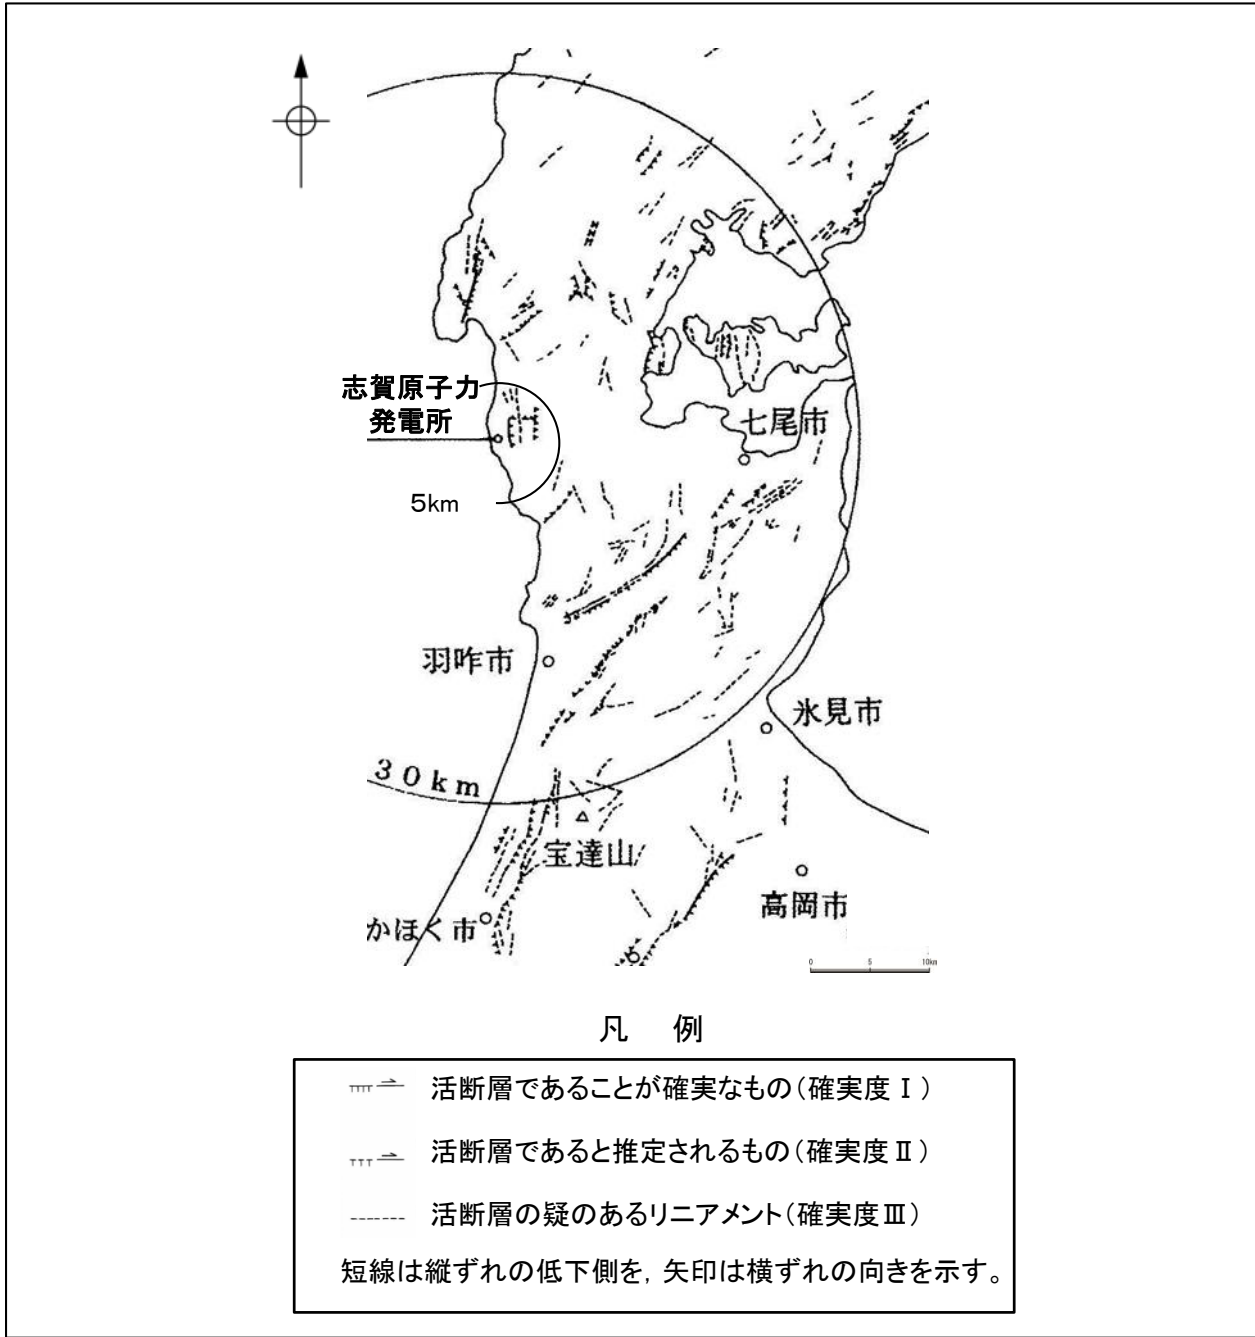 志賀原子力
発電所
5km
七尾市
羽咋市
氷見市
30km
宝達山
高岡市
かほく市
0 5 10km
凡 例
活断層であることが確実なもの(確実度Ⅰ)
活断層であると推定されるもの(確実度Ⅱ)
活断層の疑のあるリニアメント(確実度Ⅲ)
短線は縦ずれの低下側を, 矢印は横ずれの向きを示す。